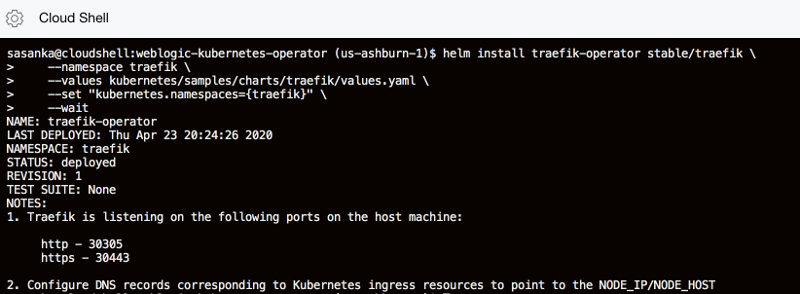 Cloud Shell
sasanka@cloudshell:weblogic-kubernetes-operator (us-ashburn-1)$ helm install traefik-operator stable/traefik \
>     --namespace traefik \
>     --values kubernetes/samples/charts/traefik/values.yaml \
>     --set "kubernetes.namespaces={traefik}" \
>     --wait
NAME: traefik-operator
LAST DEPLOYED: Thu Apr 23 20:24:26 2020
NAMESPACE: traefik
STATUS: deployed
REVISION: 1
TEST SUITE: None
NOTES:
1. Traefik is listening on the following ports on the host machine:
http - 30305
https - 30443
2. Configure DNS records corresponding to Kubernetes ingress resources to point to the NODE_IP/NODE_HOST